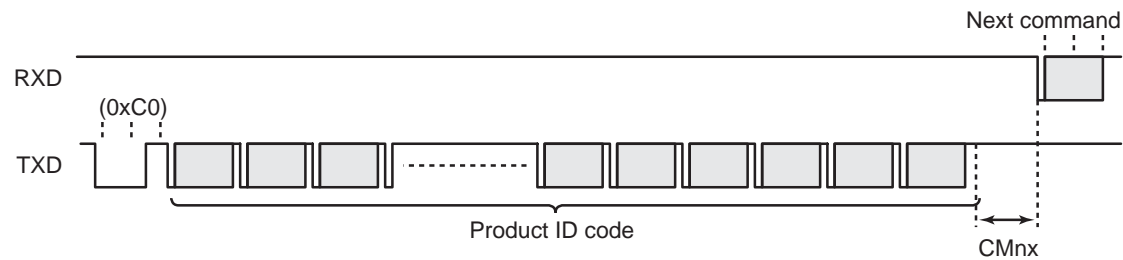 Next command
RXD
(0xC0)
TXD
Product ID code
CMnx